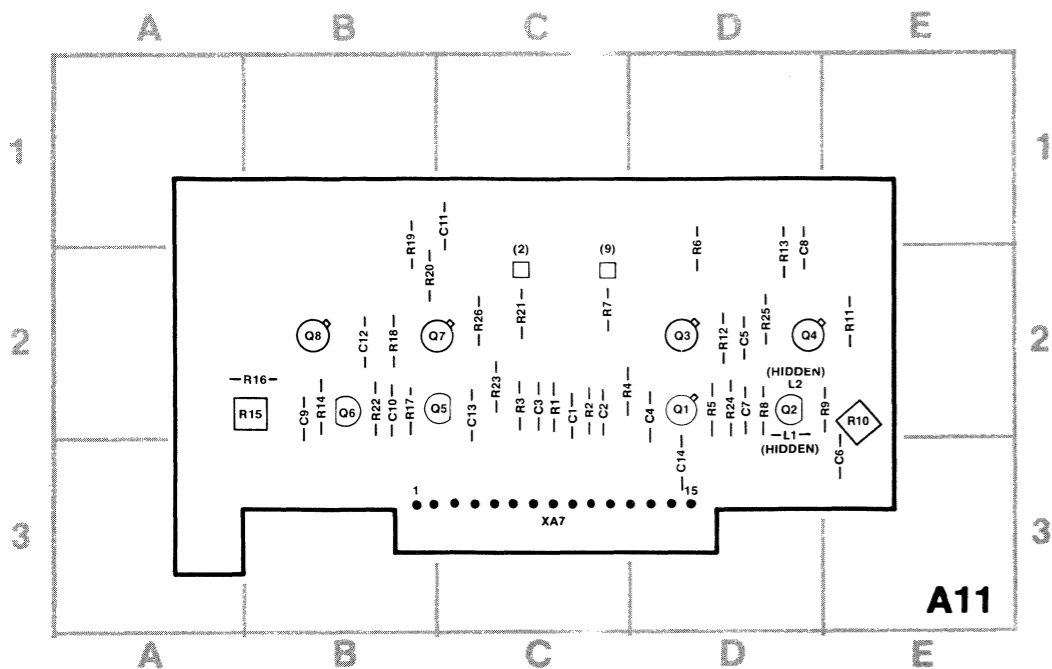 A B C D E
1 1
R19 C11 (2) (9) R6 R13 C8
R20
R26 R21 R7 R25 R11
2 Q8 C12 R18 Q7 Q3 R12 C5 Q4 2
(HIDDEN)
R16 L2
R23 R4
R15 C9 R14 Q6 R22 C10 R17 Q5 C13 R3 C3 R1 C1 R2 C2 C4 Q1 R5 R24 C7 R8 Q2 R9 R10
L1
(HIDDEN)
C14 C6
1 15
XA7
3 3
A11
A B C D E